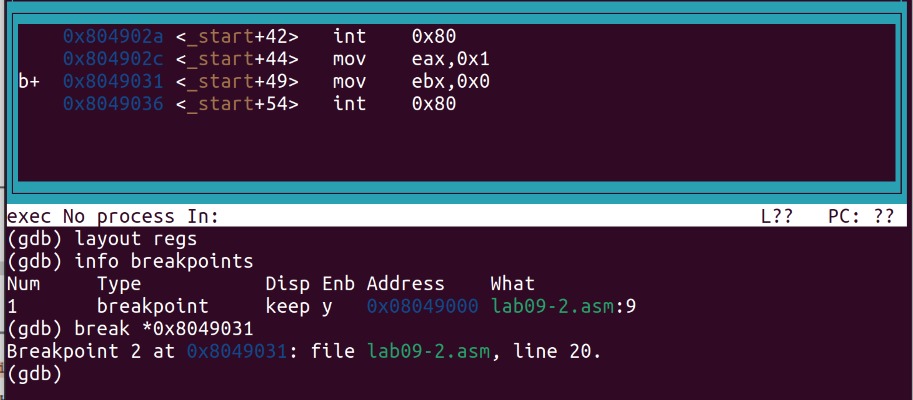 0x804902a <_start+42>   int    0x80
0x804902c <_start+44>   mov    eax,0x1
b+  0x8049031 <_start+49>   mov    ebx,0x0
0x8049036 <_start+54>   int    0x80
exec No process In:                                                L??   PC: ??
(gdb) layout regs
(gdb) info breakpoints
Num     Type           Disp Enb Address    What
1       breakpoint     keep y   0x08049000 lab09-2.asm:9
(gdb) break *0x8049031
Breakpoint 2 at 0x8049031: file lab09-2.asm, line 20.
(gdb)